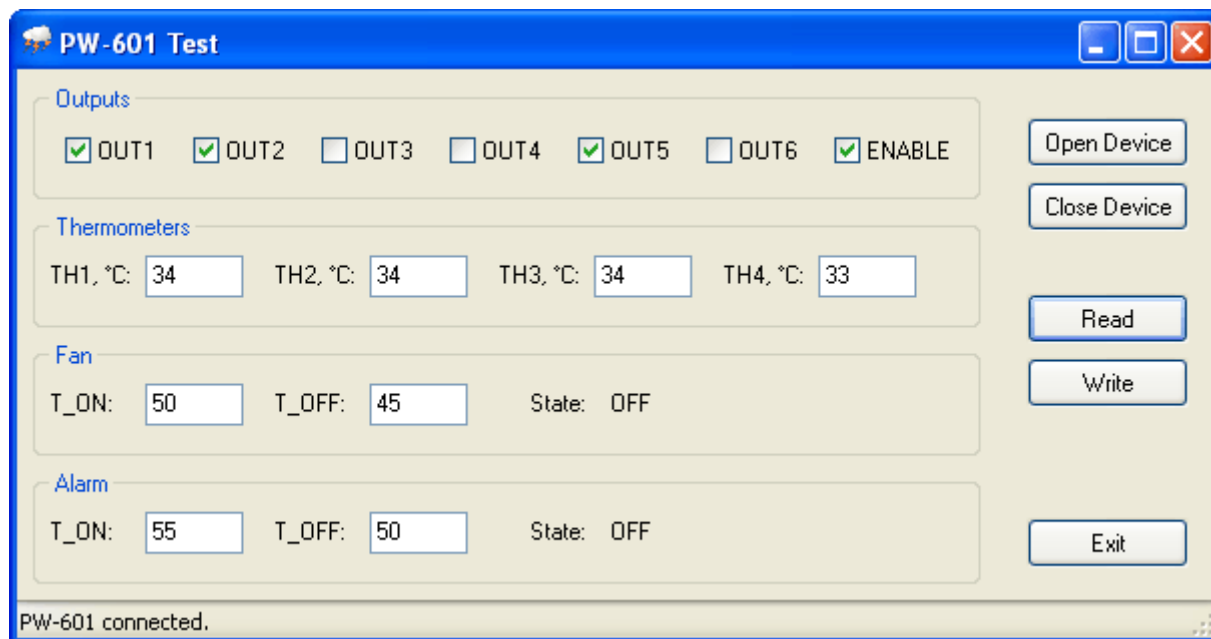 PW-601 Test
Outputs
OUT1 OUT2 OUT3 OUT4 OUT5 OUT6 ENABLE
Open Device
Close Device
Thermometers
TH1, °C: 34 TH2, °C: 34 TH3, °C: 34 TH4, °C: 33
Read
Fan
T_ON: 50 T_OFF: 45 State: OFF
Write
Alarm
T_ON: 55 T_OFF: 50 State: OFF
Exit
PW-601 connected.